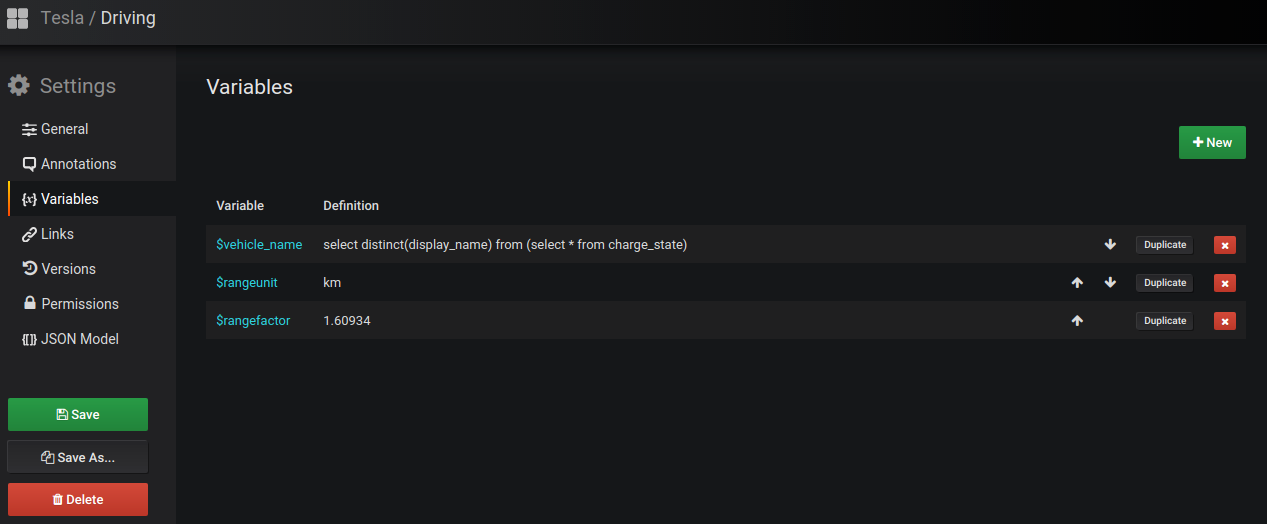 Tesla / Driving
Settings
General
Annotations
{x} Variables
Links
Versions
Permissions
{[]} JSON Model
Save
Save As...
Delete
Variables
+ New
Variable Definition
$vehicle_name select distinct(display_name) from (select * from charge_state) Duplicate
$rangeunit km Duplicate
$rangefactor 1.60934 Duplicate